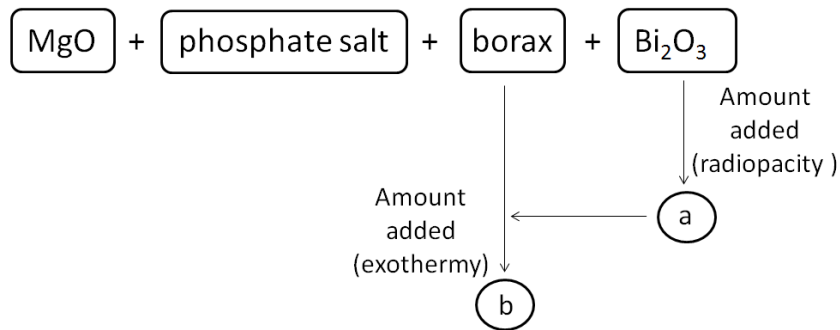 MgO + phosphate salt + borax + Bi₂O₃
Amount
added
(radiopacity )
a
Amount
added
(exothermy)
b